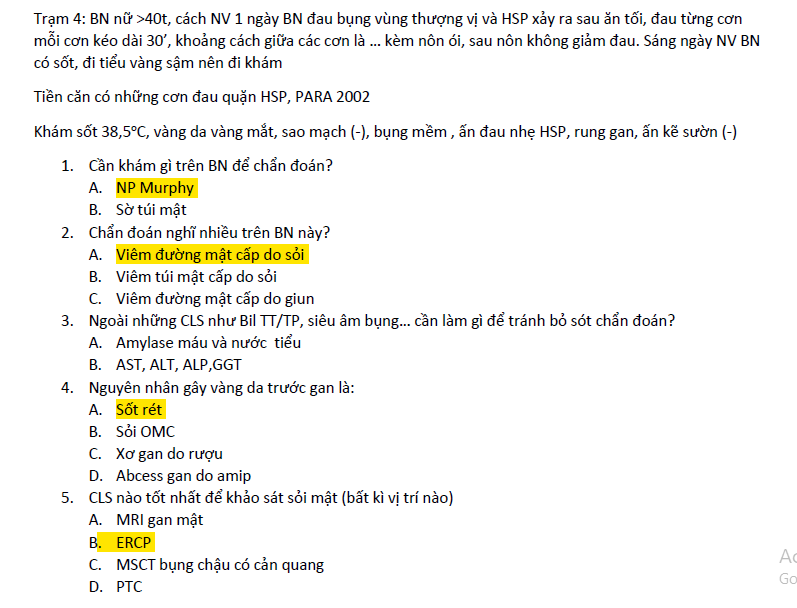 Trạm 4: BN nữ >40t, cách NV 1 ngày BN đau bụng vùng thượng vị và HSP xảy ra sau ăn tối, đau từng cơn
mỗi cơn kéo dài 30’, khoảng cách giữa các cơn là ... kèm nôn ói, sau nôn không giảm đau. Sáng ngày NV BN
có sốt, đi tiểu vàng sậm nên đi khám
Tiền căn có những cơn đau quặn HSP, PARA 2002
Khám sốt 38,5°C, vàng da vàng mắt, sao mạch (-), bụng mềm , ấn đau nhẹ HSP, rung gan, ấn kẽ sườn (-)
1. Cần khám gì trên BN để chẩn đoán?
A. NP Murphy
B. Sờ túi mật
2. Chẩn đoán nghĩ nhiều trên BN này?
A. Viêm đường mật cấp do sỏi
B. Viêm túi mật cấp do sỏi
C. Viêm đường mật cấp do giun
3. Ngoài những CLS như Bil TT/TP, siêu âm bụng... cần làm gì để tránh bỏ sót chẩn đoán?
A. Amylase máu và nước tiểu
B. AST, ALT, ALP,GGT
4. Nguyên nhân gây vàng da trước gan là:
A. Sốt rét
B. Sỏi OMC
C. Xơ gan do rượu
D. Abcess gan do amip
5. CLS nào tốt nhất để khảo sát sỏi mật (bất kì vị trí nào)
A. MRI gan mật
B. ERCP
C. MSCT bụng chậu có cản quang
D. PTC